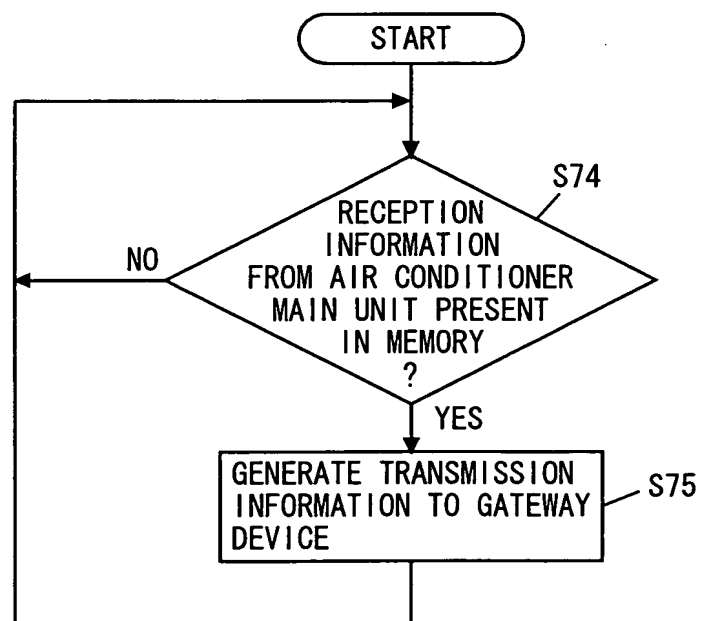 START
S74
RECEPTION
INFORMATION
FROM AIR CONDITIONER
MAIN UNIT PRESENT
IN MEMORY
?
NO
YES
GENERATE TRANSMISSION
INFORMATION TO GATEWAY
DEVICE
S75